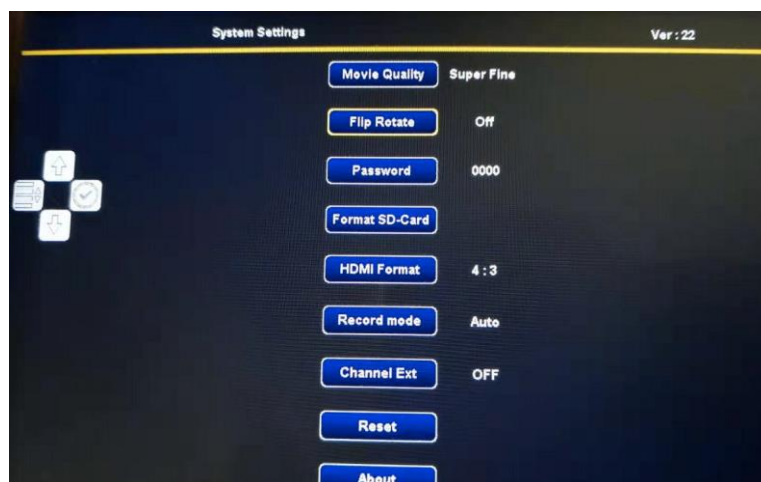 System Settings Ver : 22
Movie Quality Super Fine
Flip Rotate Off
Password 0000
Format SD-Card
HDMI Format 4 : 3
Record mode Auto
Channel Ext OFF
Reset
About